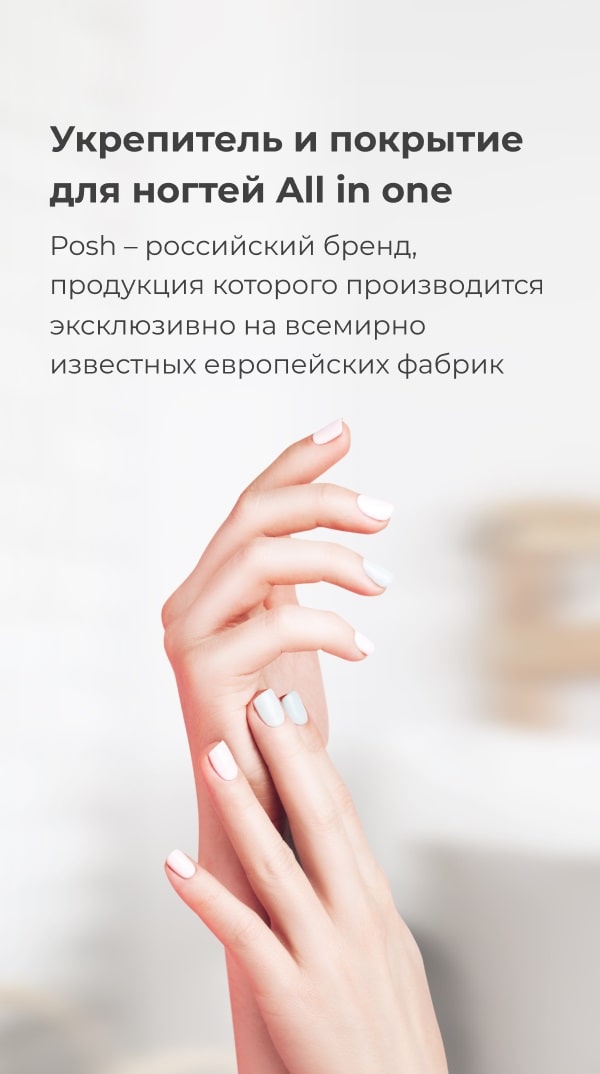 Укрепитель и покрытие
для ногтей All in one
Posh – российский бренд,
продукция которого производится
эксклюзивно на всемирно
известных европейских фабрик